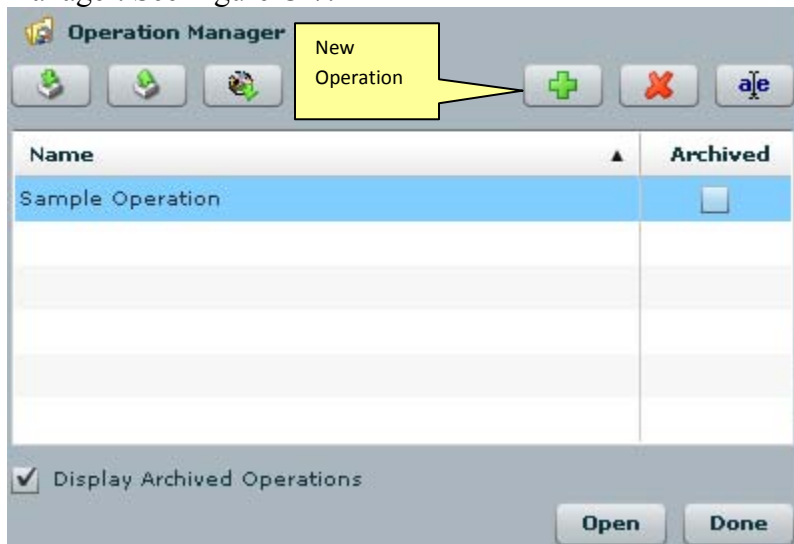 Operation Manager
New
Operation
a e
Name ▲ Archived
Sample Operation
Display Archived Operations
Open Done